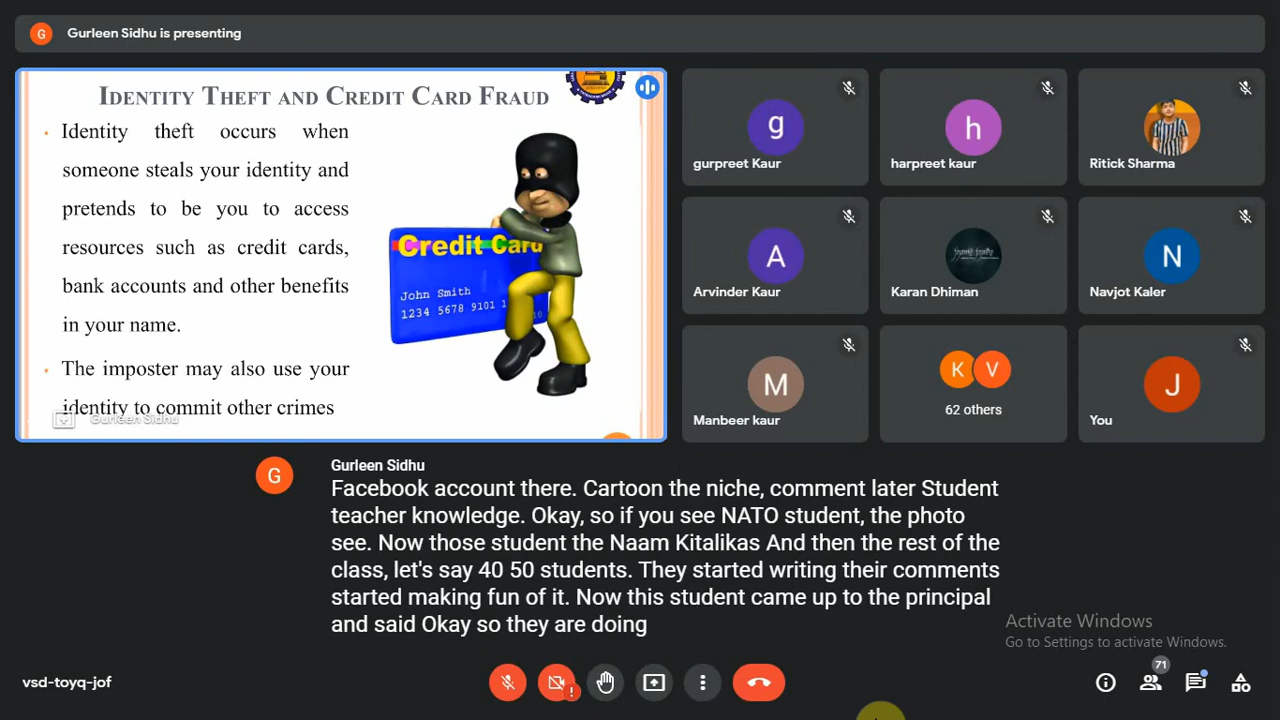 G
Gurleen Sidhu is presenting
IDENTITY THEFT AND CREDIT CARD FRAUD
• Identity theft occurs when
someone steals your identity and
pretends to be you to access
resources such as credit cards,
bank accounts and other benefits
in your name.
• The imposter may also use your
identity to commit other crimes
Gurleen Sidhu
Credit Card
John Smith
1234 5678 9101 1
10
g
gurpreet Kaur
h
harpreet kaur
Ritick Sharma
A
Arvinder Kaur
Karan Dhiman
N
Navjot Kaler
M
Manbeer kaur
K V
62 others
J
You
G
Gurleen Sidhu
Facebook account there. Cartoon the niche, comment later Student
teacher knowledge. Okay, so if you see NATO student, the photo
see. Now those student the Naam Kitalikas And then the rest of the
class, let's say 40 50 students. They started writing their comments
started making fun of it. Now this student came up to the principal
and said Okay so they are doing
Activate Windows
Go to Settings to activate Windows.
vsd-toyq-jof
!
71